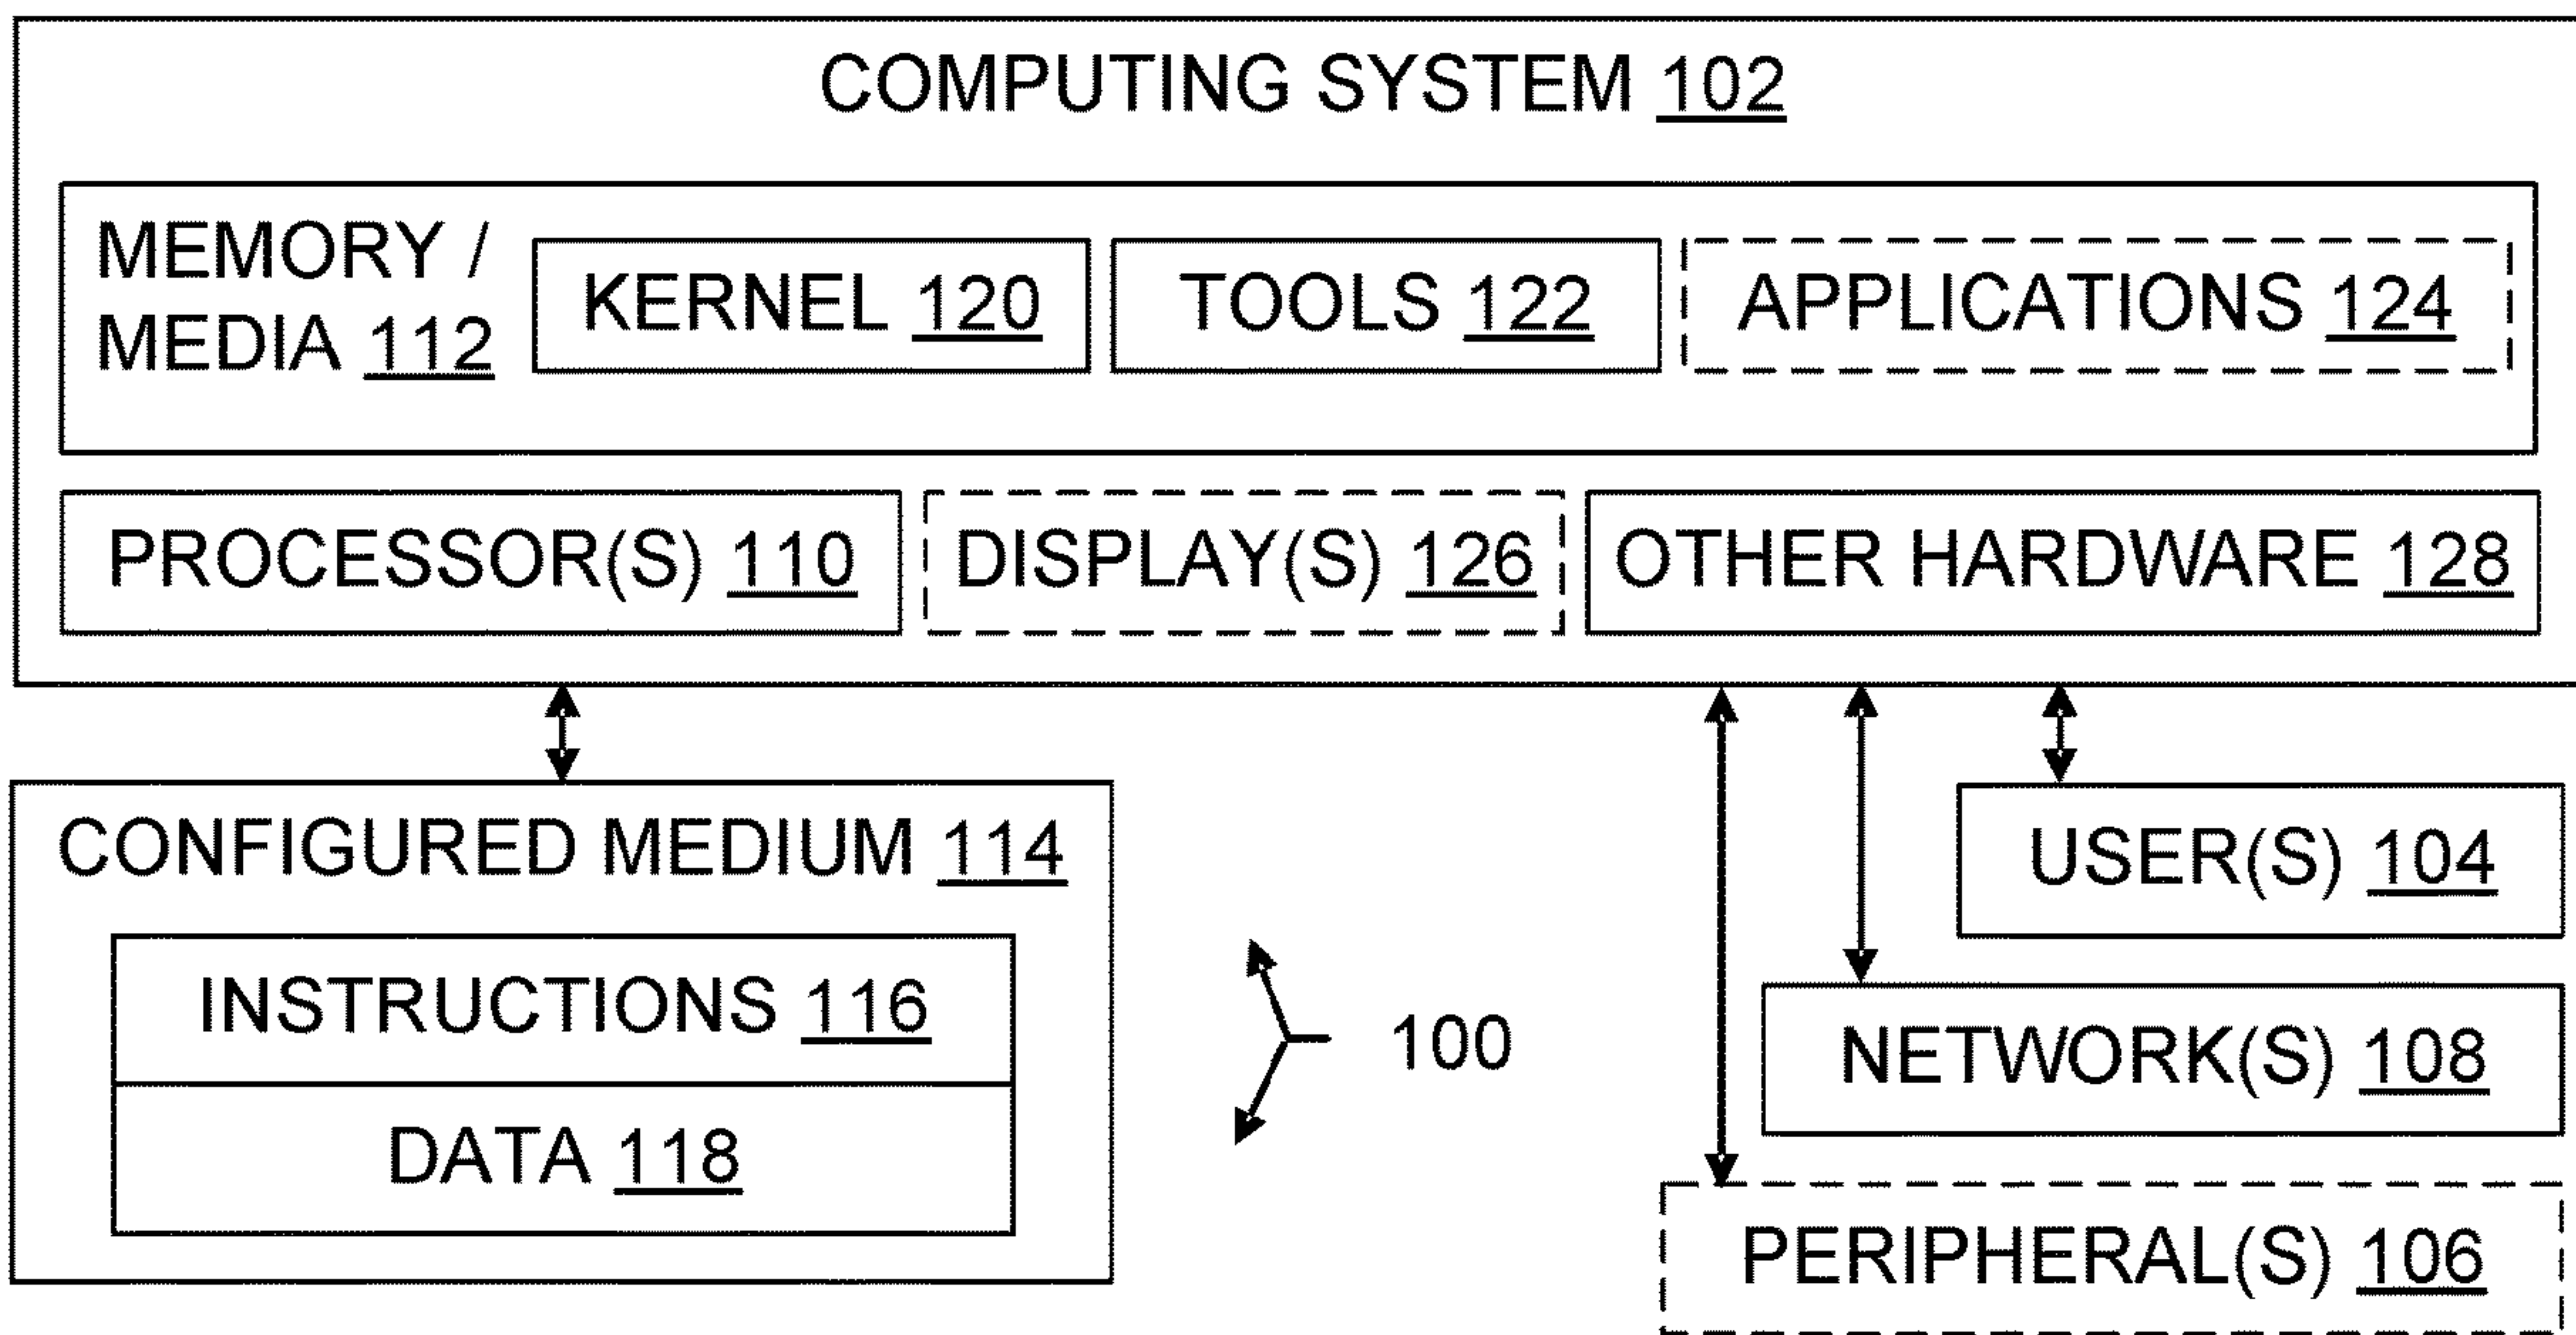 COMPUTING SYSTEM 102
MEMORY /
MEDIA 112
KERNEL 120
TOOLS 122
APPLICATIONS 124
PROCESSOR(S) 110
DISPLAY(S) 126
OTHER HARDWARE 128
CONFIGURED MEDIUM 114
INSTRUCTIONS 116
DATA 118
100
USER(S) 104
NETWORK(S) 108
PERIPHERAL(S) 106